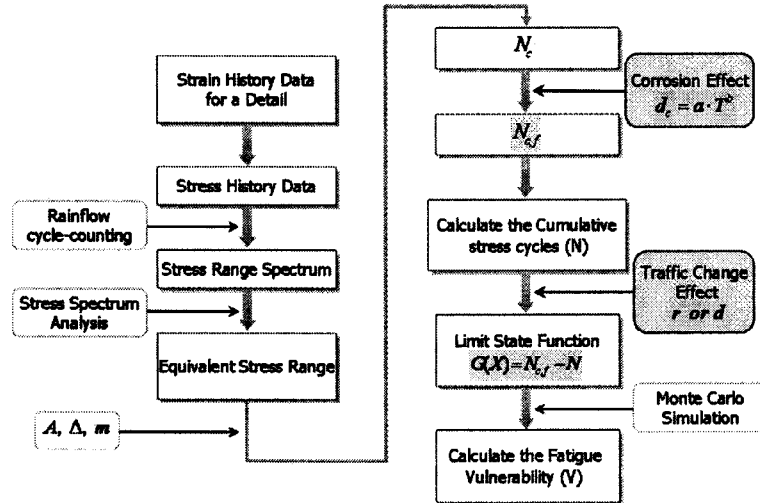 Strain History Data
for a Detail
Stress History Data
Rainflow
cycle-counting
Stress Range Spectrum
Stress Spectrum
Analysis
Equivalent Stress Range
A, Δ, m
N_c
Corrosion Effect
d_c = a · T^b
N_{c,f}
Calculate the Cumulative
stress cycles (N)
Traffic Change
Effect
r or d
Limit State Function
G(X)=N_{c,f} -N
Monte Carlo
Simulation
Calculate the Fatigue
Vulnerability (V)